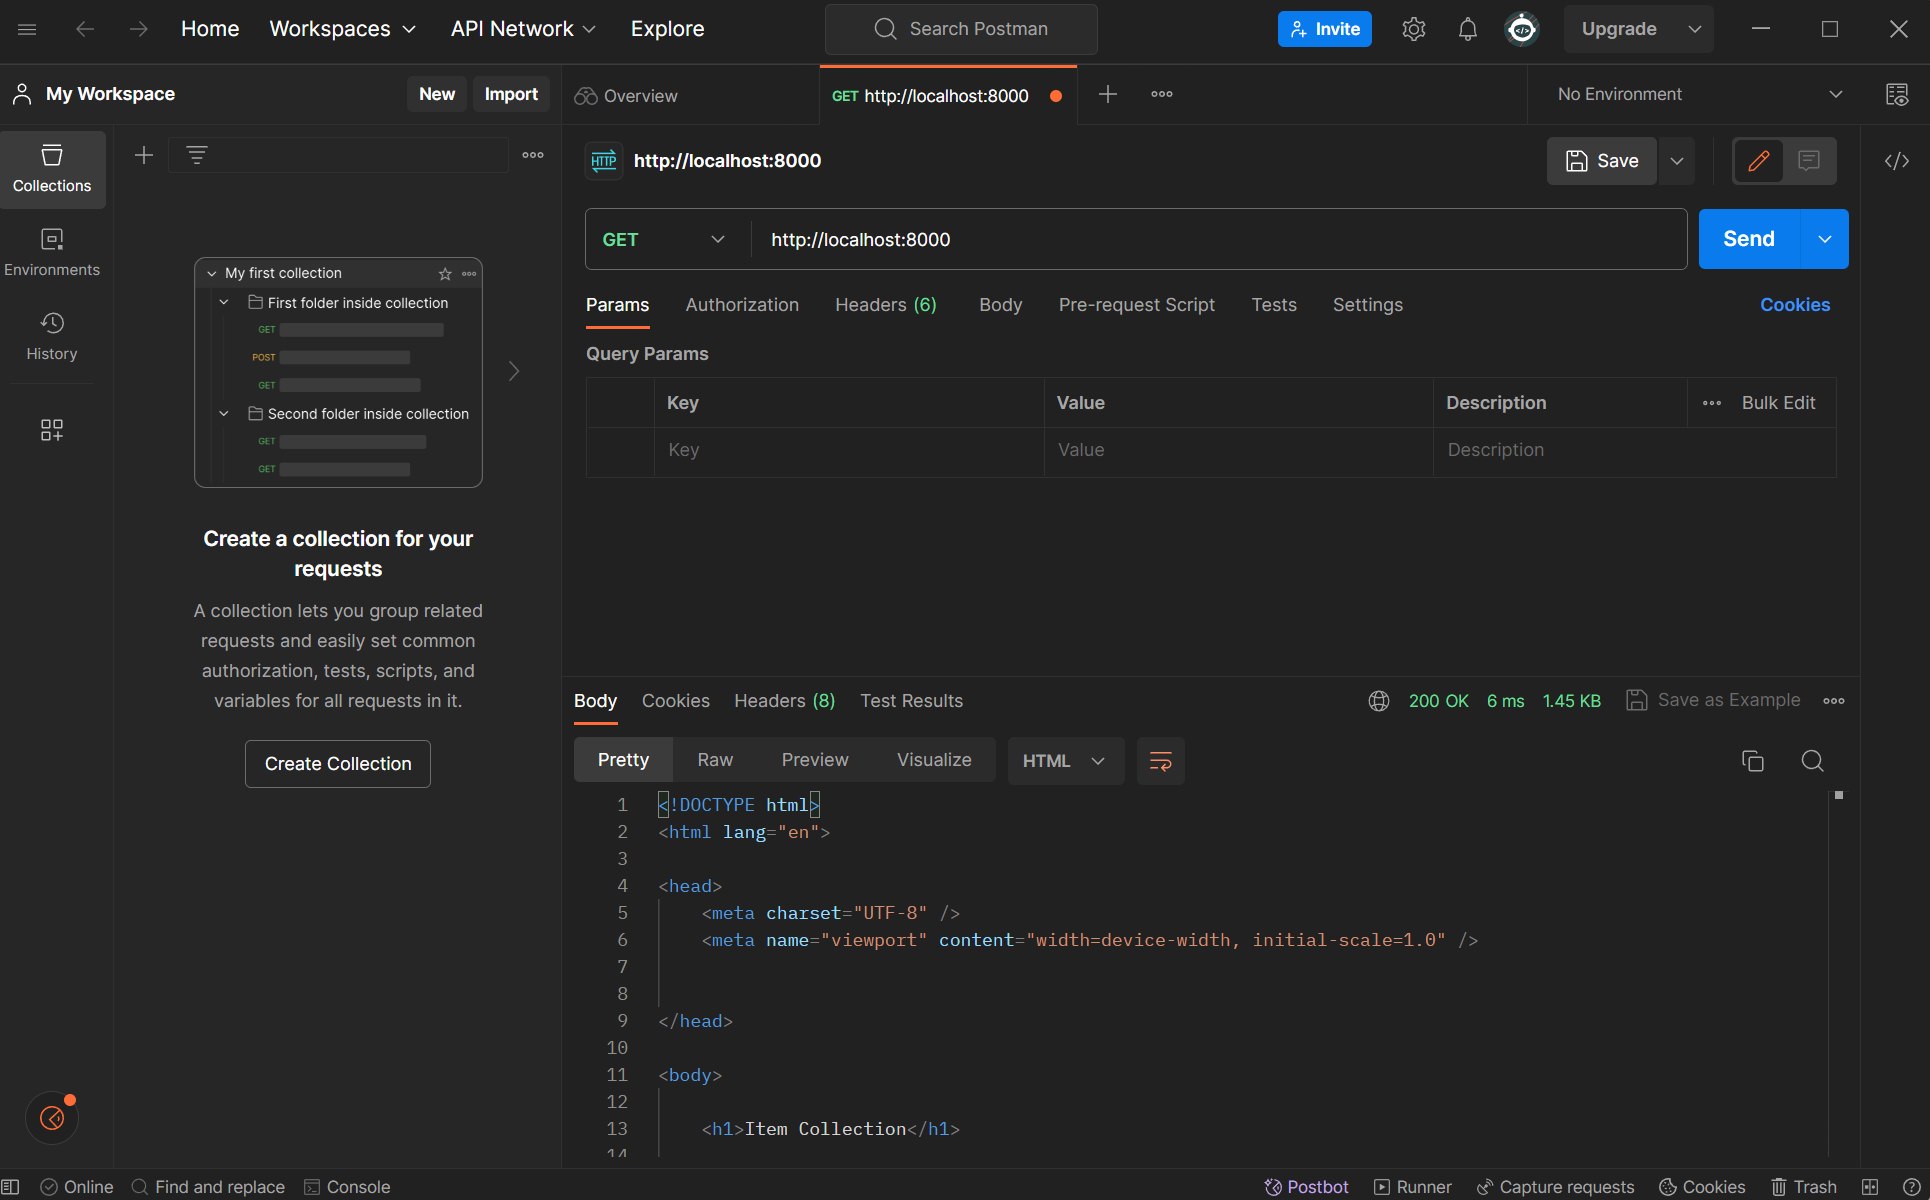 Home Workspaces API Network Explore Search Postman Invite Upgrade
My Workspace New Import Overview GET http://localhost:8000 No Environment
Collections
Environments
History
My first collection
First folder inside collection
GET
POST
GET
Second folder inside collection
GET
GET
Create a collection for your
requests
A collection lets you group related
requests and easily set common
authorization, tests, scripts, and
variables for all requests in it.
Create Collection
HTTP http://localhost:8000 Save
GET http://localhost:8000 Send
Params Authorization Headers (6) Body Pre-request Script Tests Settings Cookies
Query Params
Key Value Description Bulk Edit
Key Value Description
Body Cookies Headers (8) Test Results 200 OK 6 ms 1.45 KB Save as Example
Pretty Raw Preview Visualize HTML
1 <!DOCTYPE html>
2 <html lang="en">
3
4 <head>
5 <meta charset="UTF-8" />
6 <meta name="viewport" content="width=device-width, initial-scale=1.0" />
7
8
9 </head>
10
11 <body>
12
13 <h1>Item Collection</h1>
14
Online Find and replace Console Postbot Runner Capture requests Cookies Trash